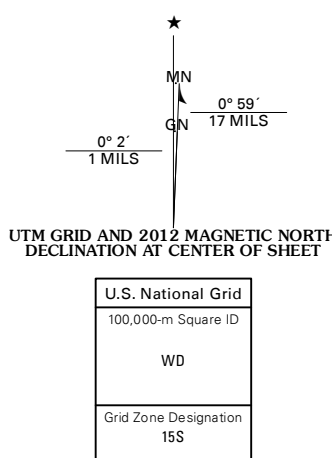 ★
MN
0° 59´
17 MILS
GN
0° 2´
1 MILS
UTM GRID AND 2012 MAGNETIC NORTH
DECLINATION AT CENTER OF SHEET
U.S. National Grid
100,000-m Square ID
WD
Grid Zone Designation
15S